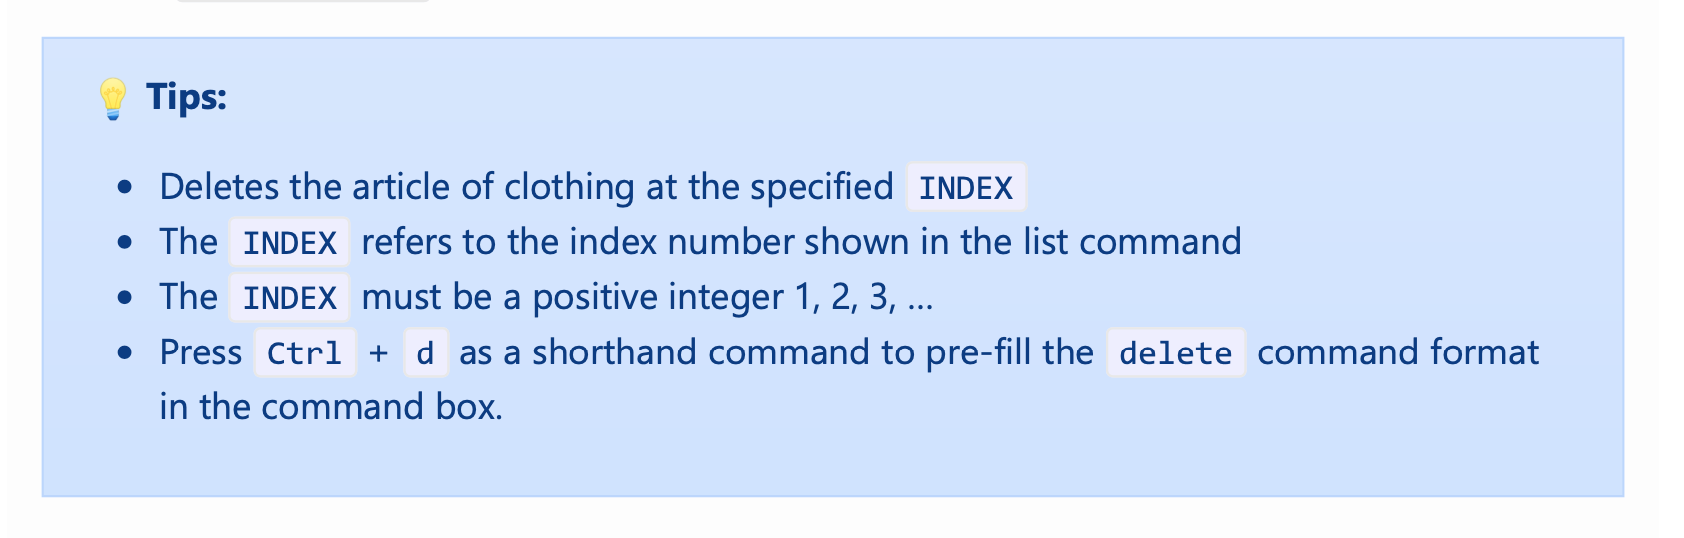 💡 Tips:
• Deletes the article of clothing at the specified INDEX
• The INDEX refers to the index number shown in the list command
• The INDEX must be a positive integer 1, 2, 3, …
• Press Ctrl + d as a shorthand command to pre-fill the delete command format
in the command box.